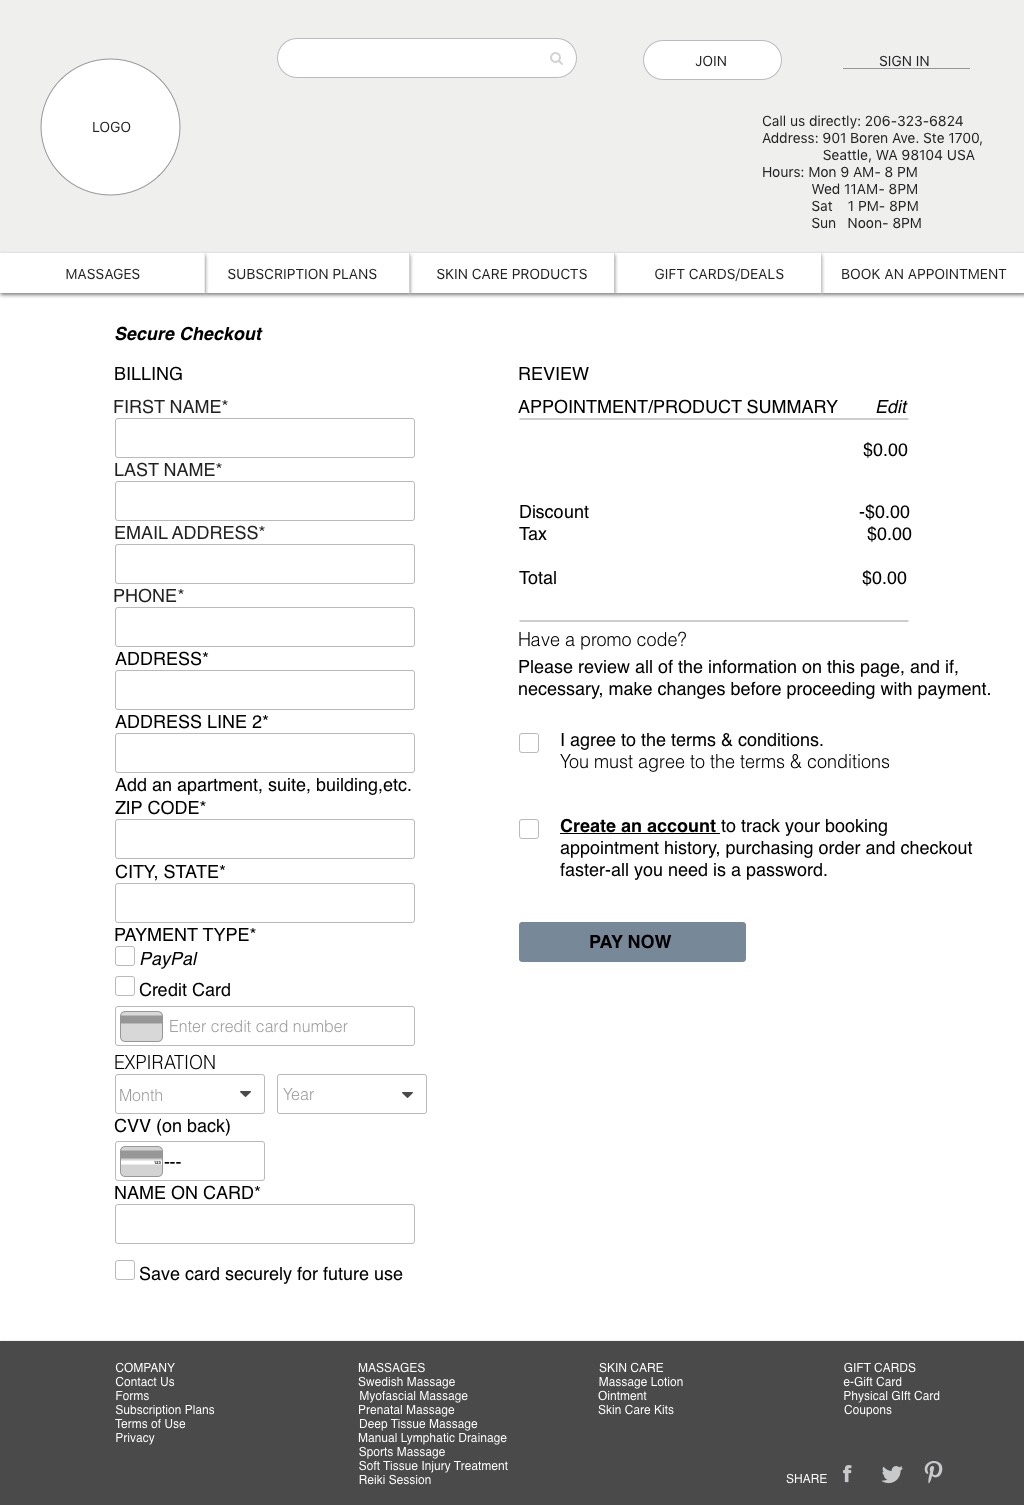 JOIN
SIGN IN
LOGO
Call us directly: 206-323-6824
Address: 901 Boren Ave. Ste 1700,
Seattle, WA 98104 USA
Hours: Mon 9 AM- 8 PM
Wed 11AM- 8PM
Sat 1 PM- 8PM
Sun Noon- 8PM
MASSAGES
SUBSCRIPTION PLANS
SKIN CARE PRODUCTS
GIFT CARDS/DEALS
BOOK AN APPOINTMENT
Secure Checkout
BILLING
FIRST NAME*
LAST NAME*
EMAIL ADDRESS*
PHONE*
ADDRESS*
ADDRESS LINE 2*
Add an apartment, suite, building,etc.
ZIP CODE*
CITY, STATE*
PAYMENT TYPE*
PayPal
Credit Card
Enter credit card number
EXPIRATION
Month
Year
CVV (on back)
---
NAME ON CARD*
Save card securely for future use
REVIEW
APPOINTMENT/PRODUCT SUMMARY Edit
$0.00
Discount -$0.00
Tax $0.00
Total $0.00
Have a promo code?
Please review all of the information on this page, and if,
necessary, make changes before proceeding with payment.
I agree to the terms & conditions.
You must agree to the terms & conditions
Create an account to track your booking
appointment history, purchasing order and checkout
faster-all you need is a password.
PAY NOW
COMPANY
Contact Us
Forms
Subscription Plans
Terms of Use
Privacy
MASSAGES
Swedish Massage
Myofascial Massage
Prenatal Massage
Deep Tissue Massage
Manual Lymphatic Drainage
Sports Massage
Soft Tissue Injury Treatment
Reiki Session
SKIN CARE
Massage Lotion
Ointment
Skin Care Kits
GIFT CARDS
e-Gift Card
Physical GIft Card
Coupons
SHARE